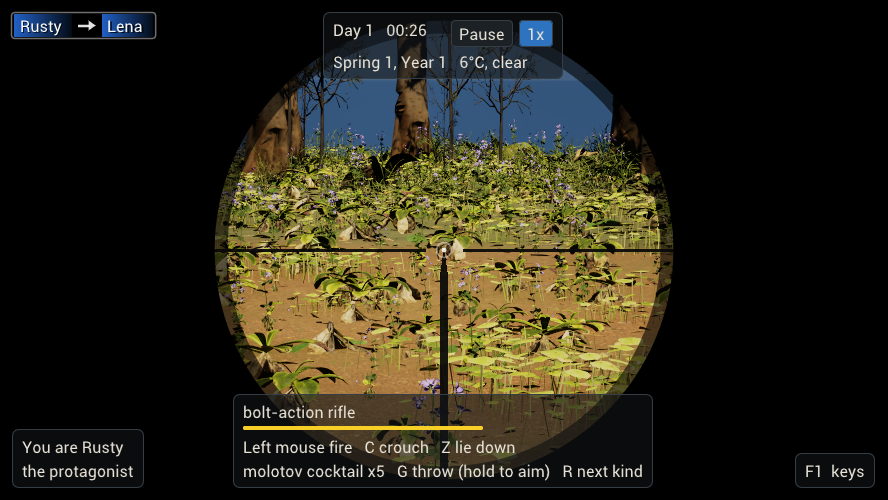 Rusty → Lena
Day 1 00:26 Pause 1x
Spring 1, Year 1 6°C, clear
bolt-action rifle
Left mouse fire C crouch Z lie down
molotov cocktail x5 G throw (hold to aim) R next kind
You are Rusty
the protagonist
F1 keys